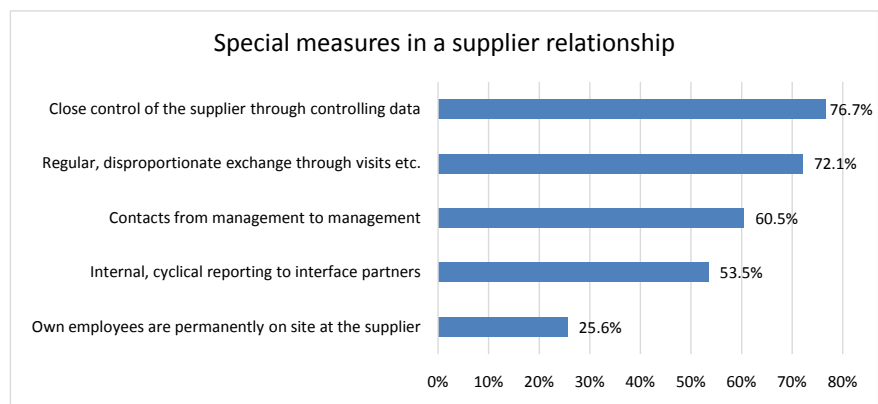 Special measures in a supplier relationship
Close control of the supplier through controlling data
76.7%
Regular, disproportionate exchange through visits etc.
72.1%
Contacts from management to management
60.5%
Internal, cyclical reporting to interface partners
53.5%
Own employees are permanently on site at the supplier
25.6%
0% 10% 20% 30% 40% 50% 60% 70% 80%